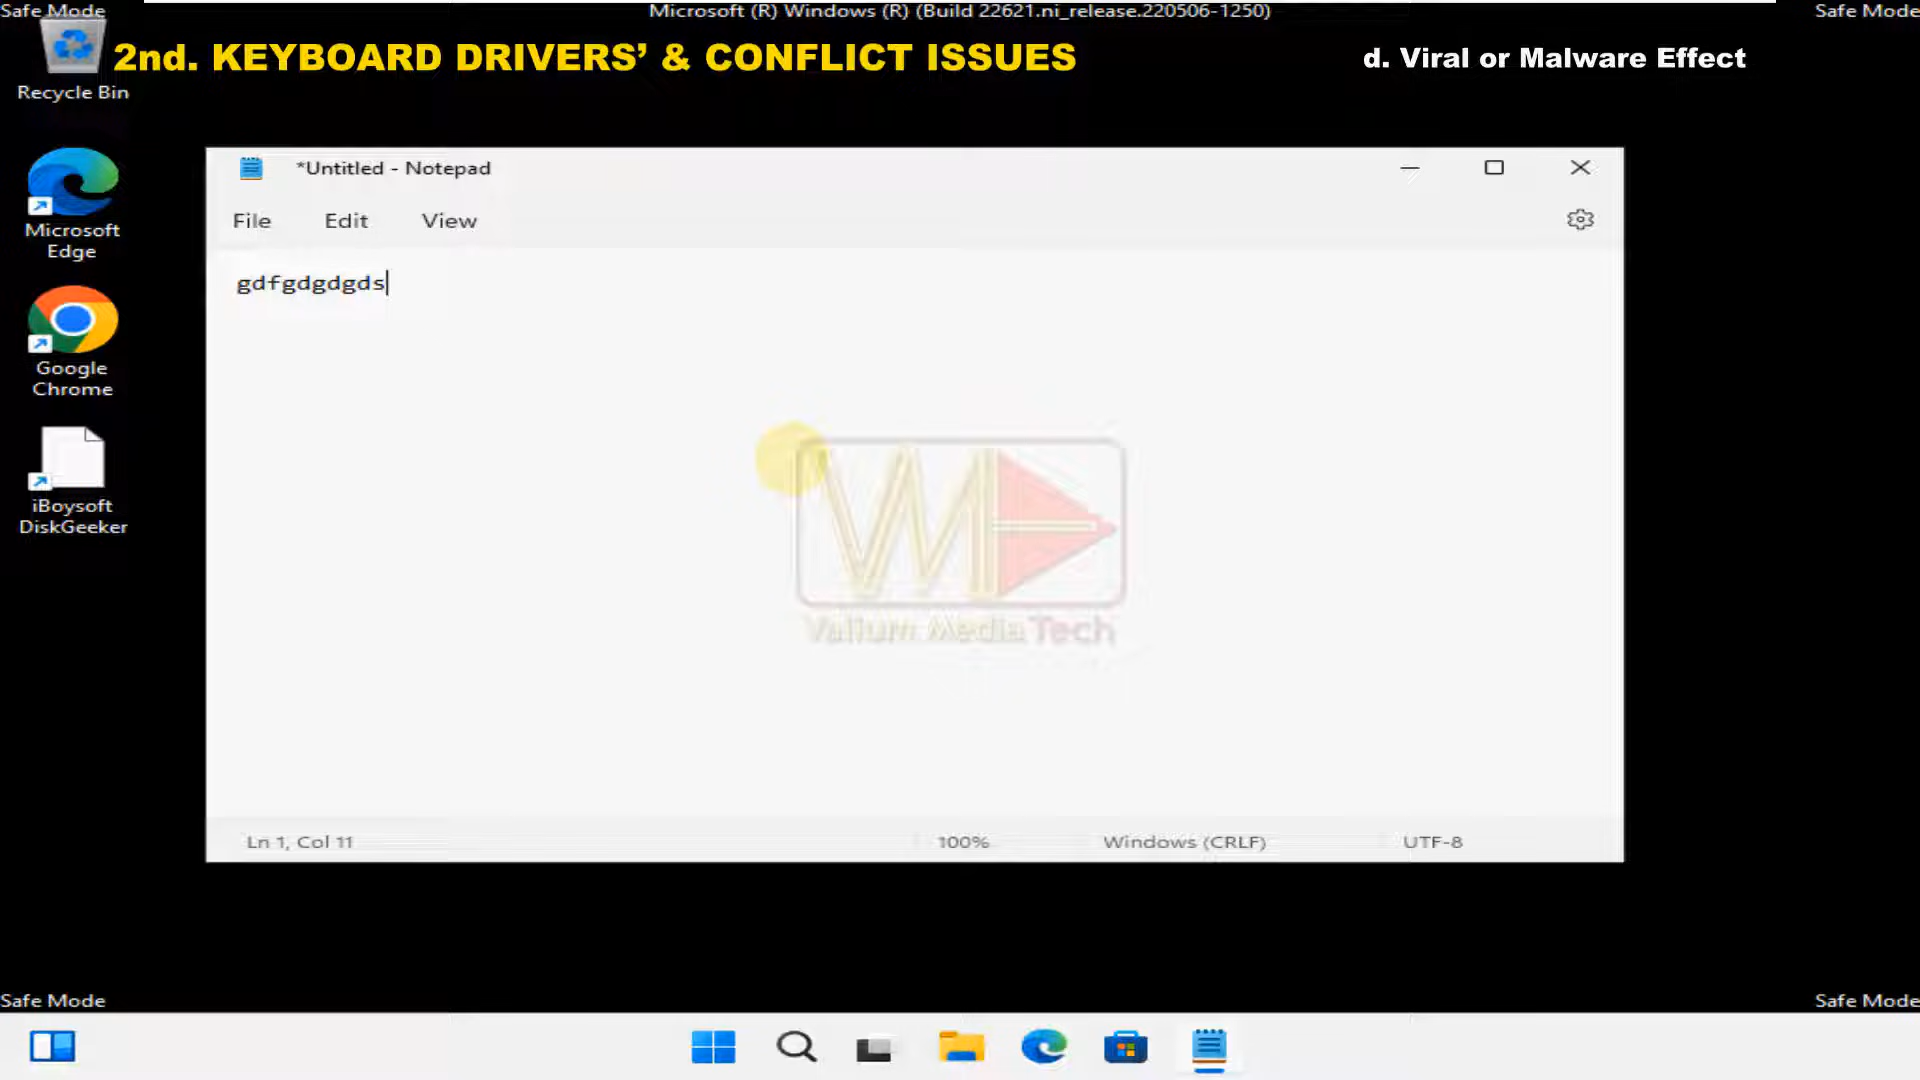 Safe Mode
Microsoft (R) Windows (R) (Build 22621.ni_release.220506-1250)
Safe Mode
2nd. KEYBOARD DRIVERS’ & CONFLICT ISSUES
d. Viral or Malware Effect
Recycle Bin
Microsoft
Edge
Google
Chrome
iBoysoft
DiskGeeker
*Untitled - Notepad
File
Edit
View
gdfgdgdgds
Vallum Media Tech
Ln 1, Col 11
100%
Windows (CRLF)
UTF-8
Safe Mode
Safe Mode